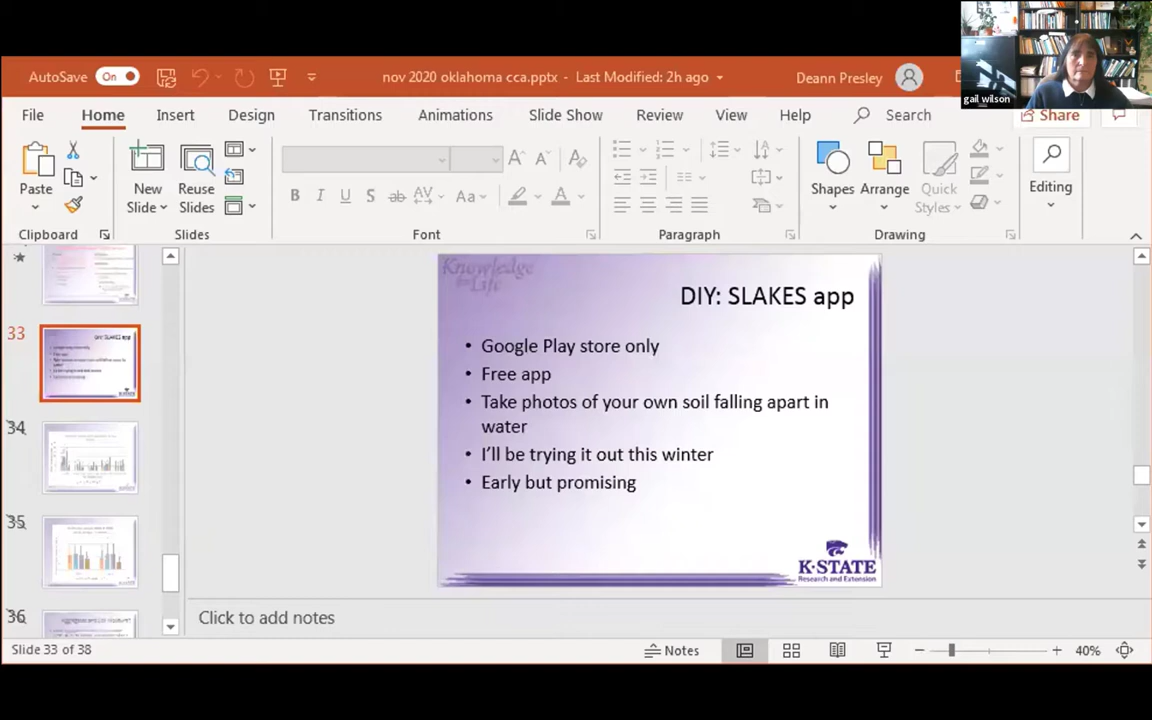 gail wilson
AutoSave On
nov 2020 oklahoma cca.pptx - Last Modified: 2h ago
Deann Presley
File Home Insert Design Transitions Animations Slide Show Review View Help Search Share
Paste
New Slide
Reuse Slides
Aa
Shapes
Arrange
Quick Styles
Editing
Clipboard
Slides
Font
Paragraph
Drawing
33
34
35
36
Knowledge
for Life
DIY: SLAKES app
• Google Play store only
• Free app
• Take photos of your own soil falling apart in
water
• I'll be trying it out this winter
• Early but promising
K-STATE
Research and Extension
Click to add notes
Slide 33 of 38
Notes
40%